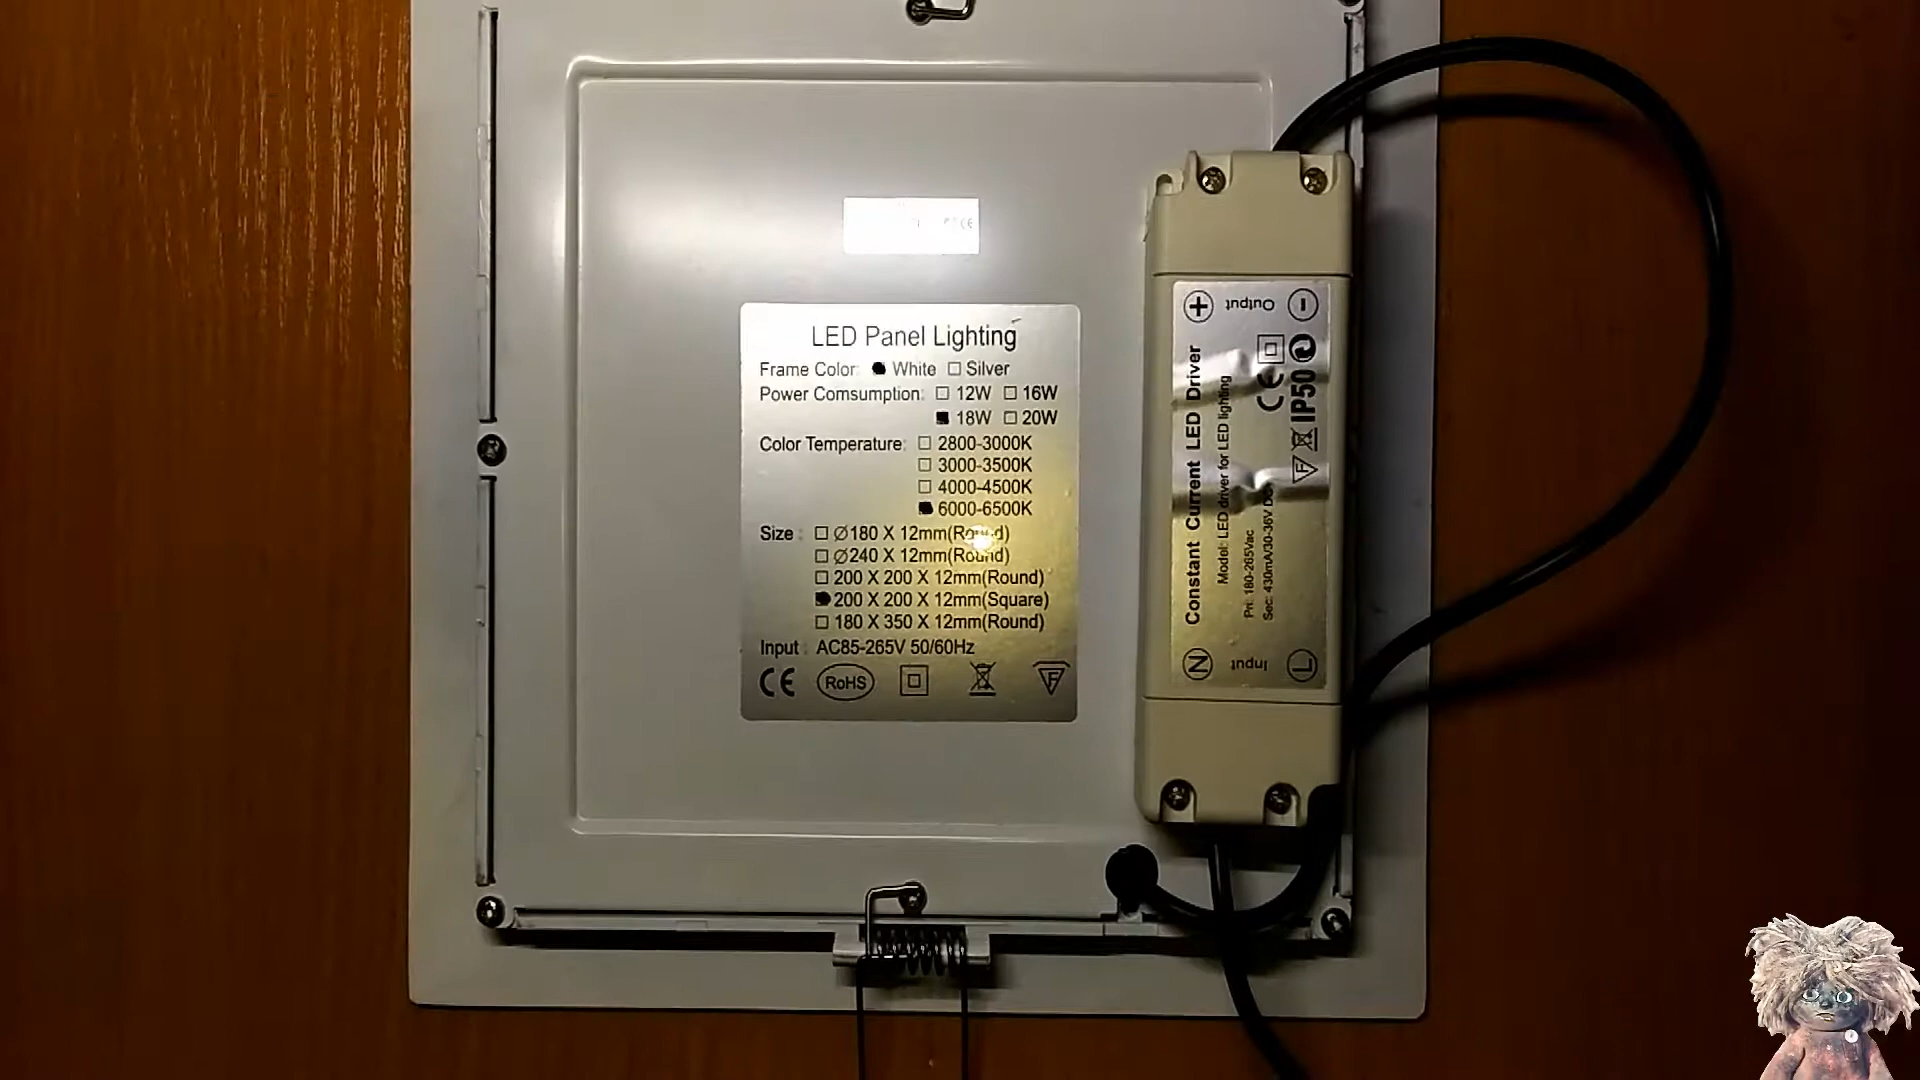 LED Panel Lighting
Frame Color: White Silver
Power Comsumption: 12W 16W
18W 20W
Color Temperature: 2800-3000K
3000-3500K
4000-4500K
6000-6500K
Size : Ø180 X 12mm(Round)
Ø240 X 12mm(Round)
200 X 200 X 12mm(Round)
200 X 200 X 12mm(Square)
180 X 350 X 12mm(Round)
Input : AC85-265V 50/60Hz
CE RoHS F
+ Output -
Constant Current LED Driver
Model: LED driver for LED lighting
Pri: 180-265Vac
Sec: 430mA/30-36V
CE
F IP50
N Input L
CE